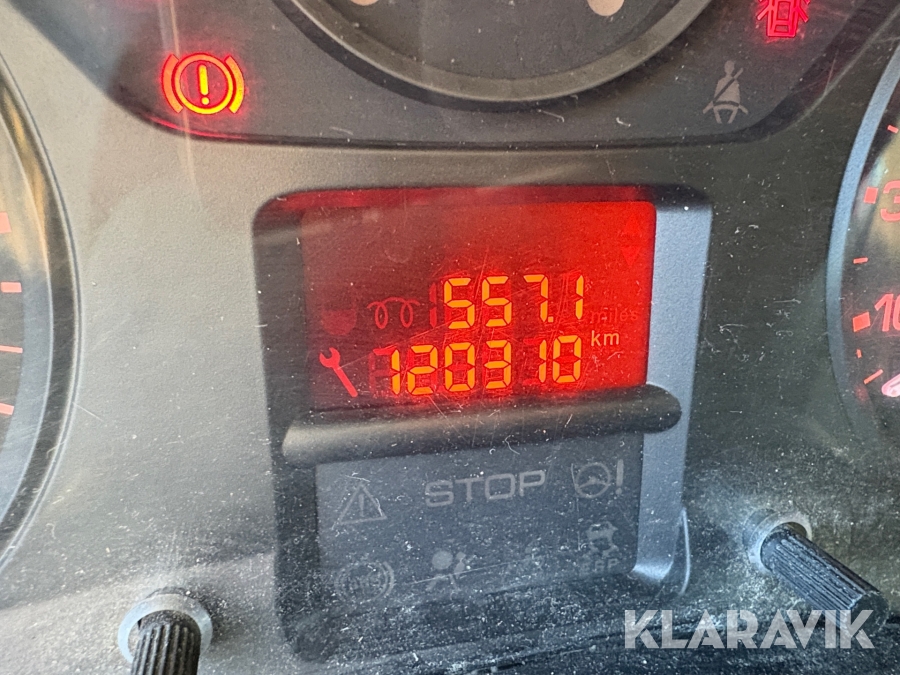 557.1
miles
120310 km
STOP
KLARAVIK